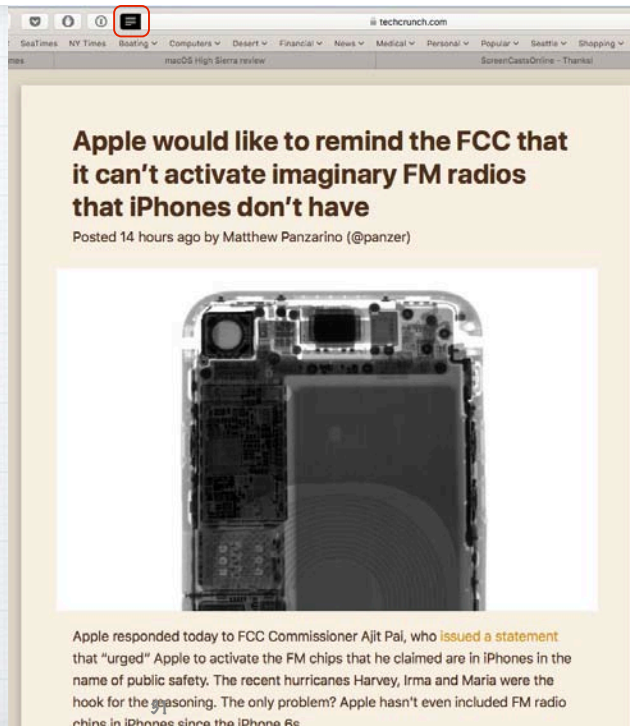 techcrunch.com
SeaTimes NY Times Boating Computers Desert Financial News Medical Personal Popular Seattle Shopping
mes macOS High Sierra review ScreenCastsOnline – Thanks!
Apple would like to remind the FCC that
it can’t activate imaginary FM radios
that iPhones don’t have
Posted 14 hours ago by Matthew Panzarino (@panzer)
Apple responded today to FCC Commissioner Ajit Pai, who issued a statement
that “urged” Apple to activate the FM chips that he claimed are in iPhones in the
name of public safety. The recent hurricanes Harvey, Irma and Maria were the
hook for the reasoning. The only problem? Apple hasn’t even included FM radio
chips in iPhones since the iPhone 6s.